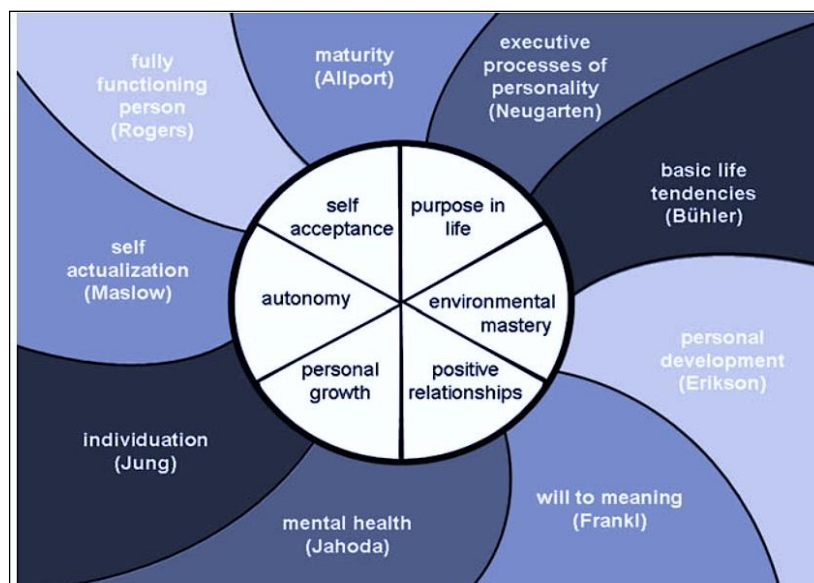 fully
functioning
person
(Rogers)
maturity
(Allport)
executive
processes of
personality
(Neugarten)
basic life
tendencies
(Bühler)
personal
development
(Erikson)
will to meaning
(Frankl)
mental health
(Jahoda)
individuation
(Jung)
self
actualization
(Maslow)
self
acceptance
purpose in
life
environmental
mastery
positive
relationships
personal
growth
autonomy